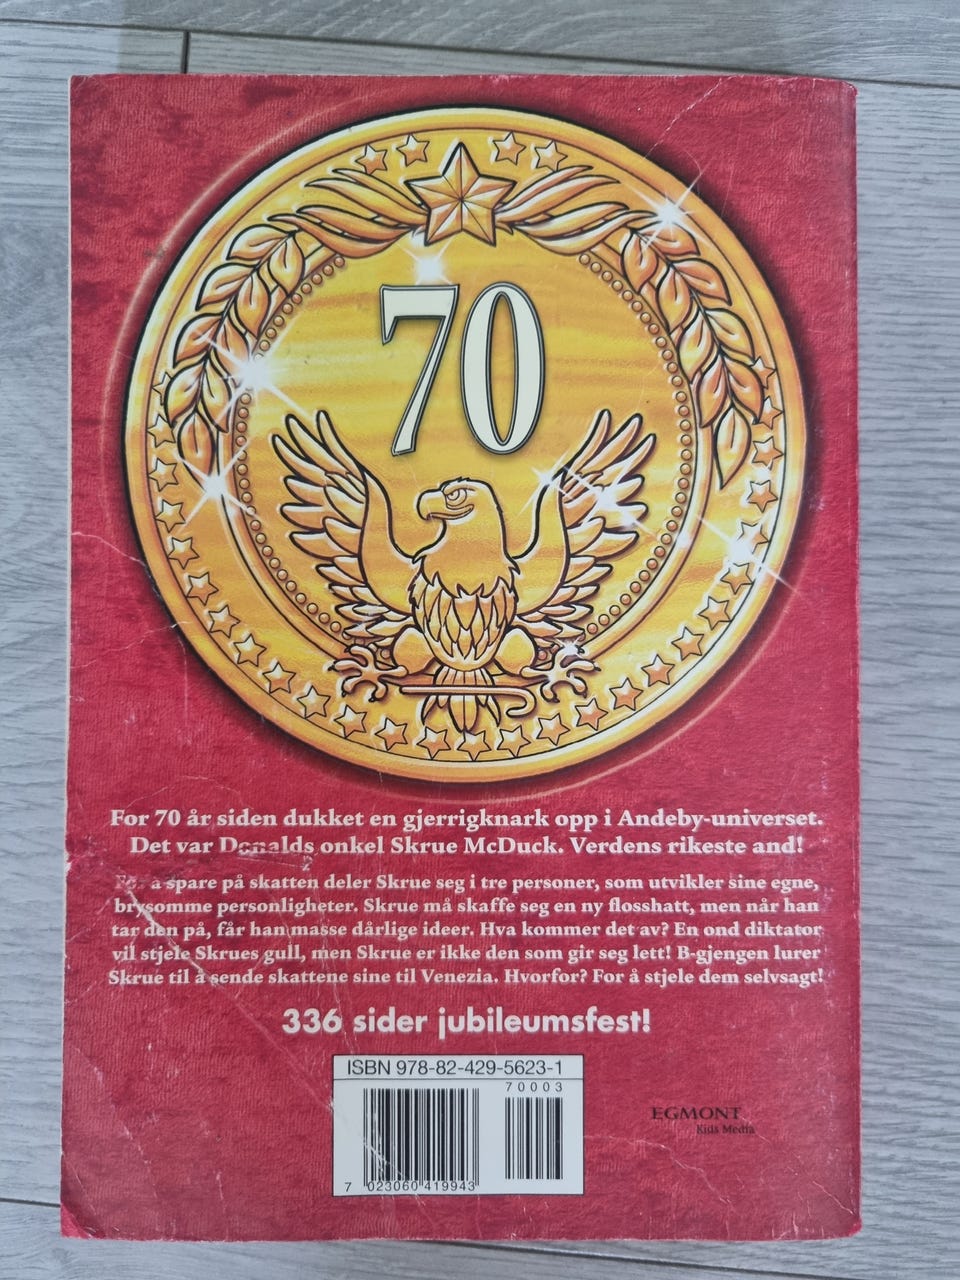 70
For 70 år siden dukket en gjerrigknark opp i Andeby-universet.
Det var Donalds onkel Skrue McDuck. Verdens rikeste and!
For å spare på skatten deler Skrue seg i tre personer, som utvikler sine egne,
brysomme personligheter. Skrue må skaffe seg en ny flosshatt, men når han
tar den på, får han masse dårlige ideer. Hva kommer det av? En ond diktator
vil stjele Skrues gull, men Skrue er ikke den som gir seg lett! B-gjengen lurer
Skrue til å sende skattene sine til Venezia. Hvorfor? For å stjele dem selvsagt!
336 sider jubileumsfest!
ISBN 978-82-429-5623-1
70003
7 023060 419943
EGMONT
Kids Media